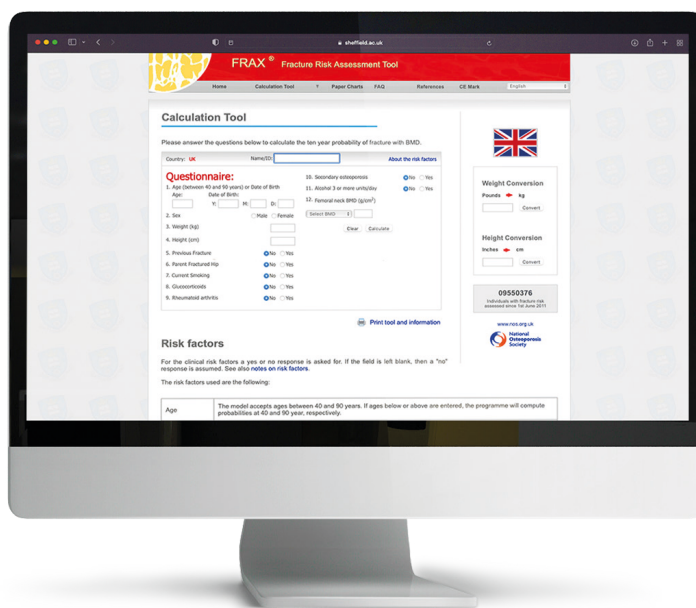 sheffield.ac.uk
FRAX ® Fracture Risk Assessment Tool
Home Calculation Tool Paper Charts FAQ References CE Mark English
Calculation Tool
Please answer the questions below to calculate the ten year probability of fracture with BMD.
Country: UK Name/ID: About the risk factors
Questionnaire:
1. Age (between 40 and 90 years) or Date of Birth
Age: Date of Birth:
Y: M: D:
2. Sex Male Female
3. Weight (kg)
4. Height (cm)
5. Previous Fracture No Yes
6. Parent Fractured Hip No Yes
7. Current Smoking No Yes
8. Glucocorticoids No Yes
9. Rheumatoid arthritis No Yes
10. Secondary osteoporosis No Yes
11. Alcohol 3 or more units/day No Yes
12. Femoral neck BMD (g/cm²)
Select BMD
Clear Calculate
Print tool and information
Weight Conversion
Pounds kg
Convert
Height Conversion
Inches cm
Convert
09550376
Individuals with fracture risk
assessed since 1st June 2011
www.nos.org.uk
National
Osteoporosis
Society
Risk factors
For the clinical risk factors a yes or no response is asked for. If the field is left blank, then a "no"
response is assumed. See also notes on risk factors.
The risk factors used are the following:
Age
The model accepts ages between 40 and 90 years. If ages below or above are entered, the programme will compute
probabilities at 40 and 90 year, respectively.